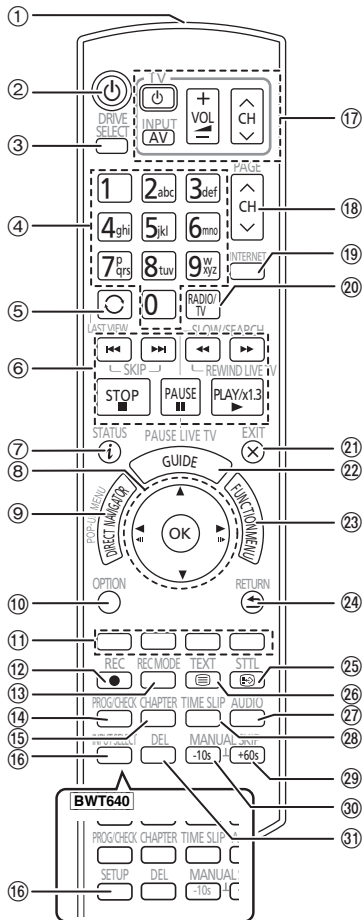 ①
②
TV
DRIVE SELECT
INPUT AV
+ VOL −
CH
⑰
③
PAGE
④
1 2abc 3def
CH
⑱
4ghi 5jkl 6mno
7pqrs 8tuv 9wxyz
INTERNET
⑲
⑤
0
RADIO/TV
⑳
LAST VIEW
SLOW/SEARCH
⑥
SKIP
REWIND LIVE TV
STOP PAUSE PLAY/x1.3
STATUS
PAUSE LIVE TV
EXIT
⑦
i
㉑
⑧
GUIDE
㉒
⑨
POP-UP MENU
DIRECT NAVIGATOR
FUNCTION MENU
㉓
OK
OPTION
RETURN
⑩
㉔
⑪
REC REC MODE TEXT STTL
⑫
㉕
⑬
㉖
PROG/CHECK CHAPTER TIME SLIP AUDIO
⑭
㉗
⑮
㉘
INPUT SELECT DEL MANUAL SKIP
⑯
-10s +60s
㉙
㉚
BWT640
㉛
PROG/CHECK CHAPTER TIME SLIP A
SETUP DEL MANUAL
⑯
-10s